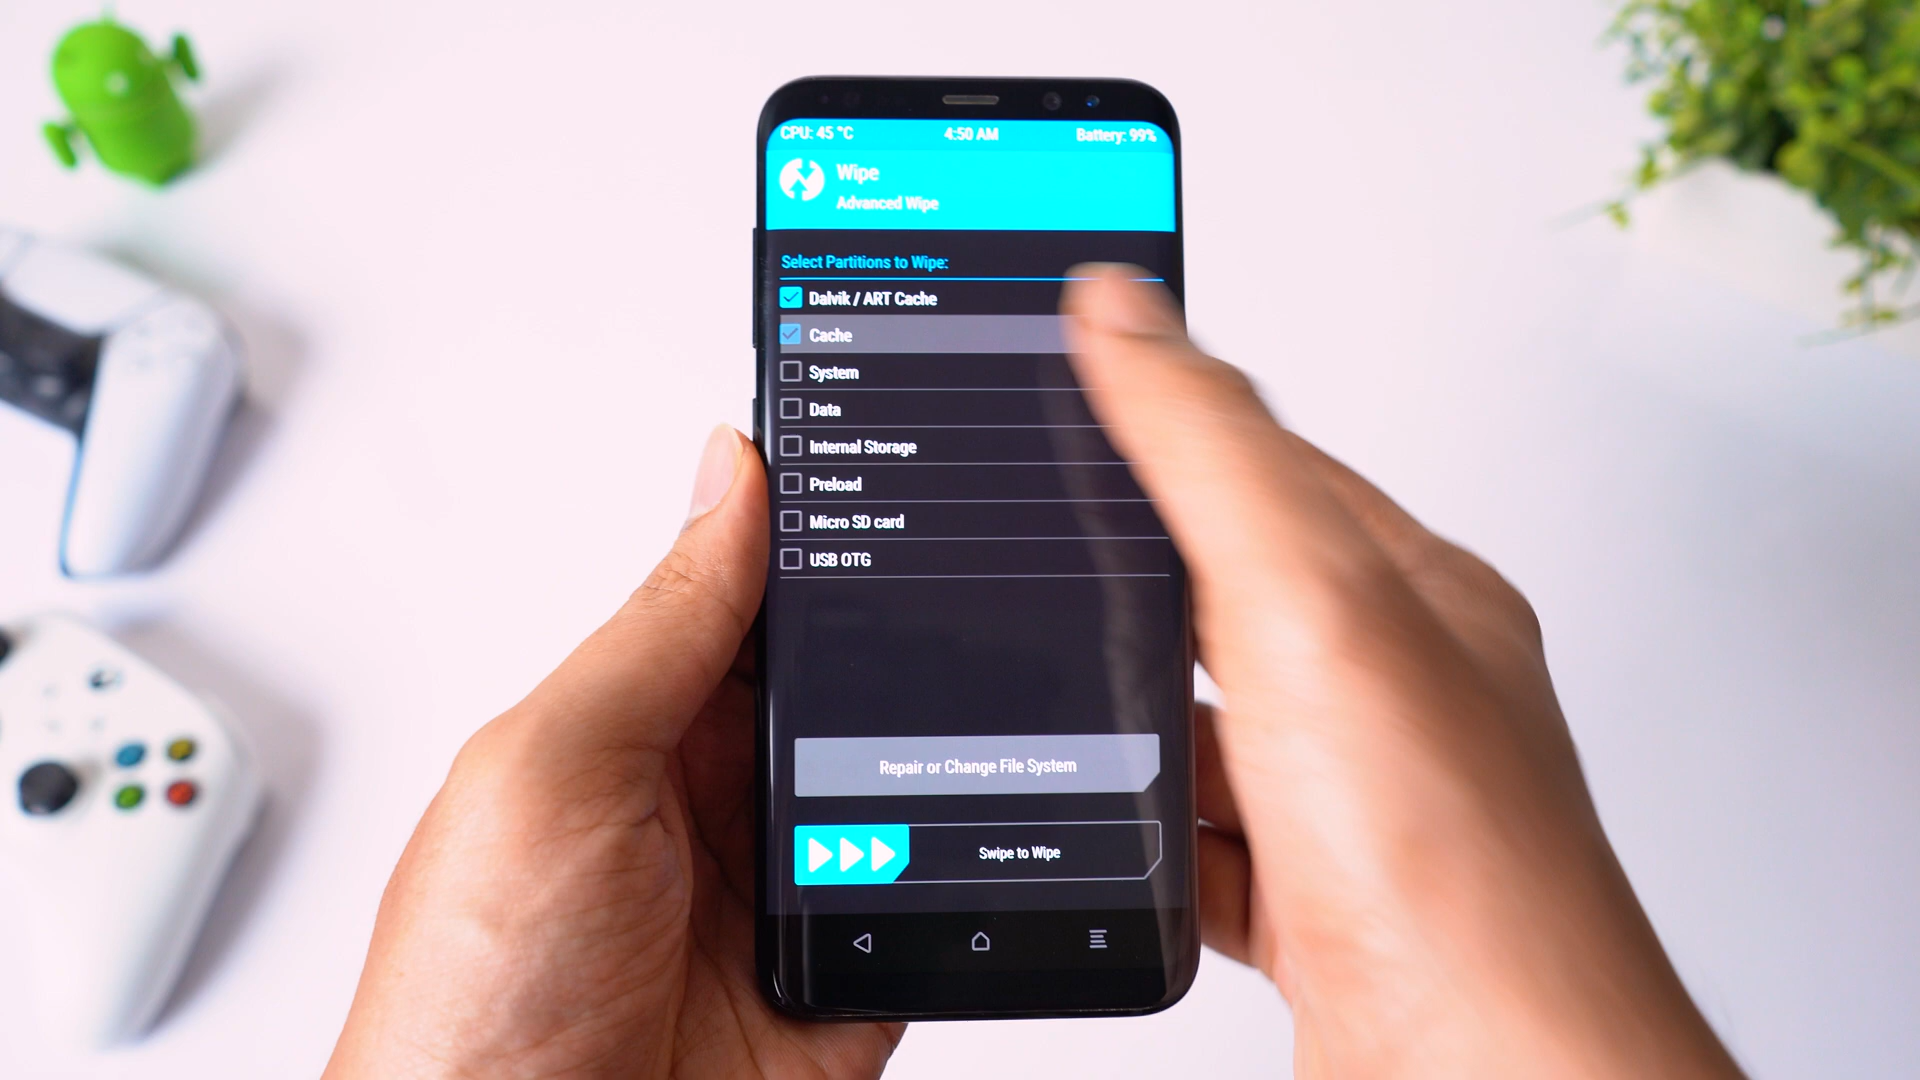 CPU: 45 °C 4:50 AM Battery: 99%
Wipe
Advanced Wipe
Select Partitions to Wipe:
Dalvik / ART Cache
Cache
System
Data
Internal Storage
Preload
Micro SD card
USB OTG
Repair or Change File System
Swipe to Wipe